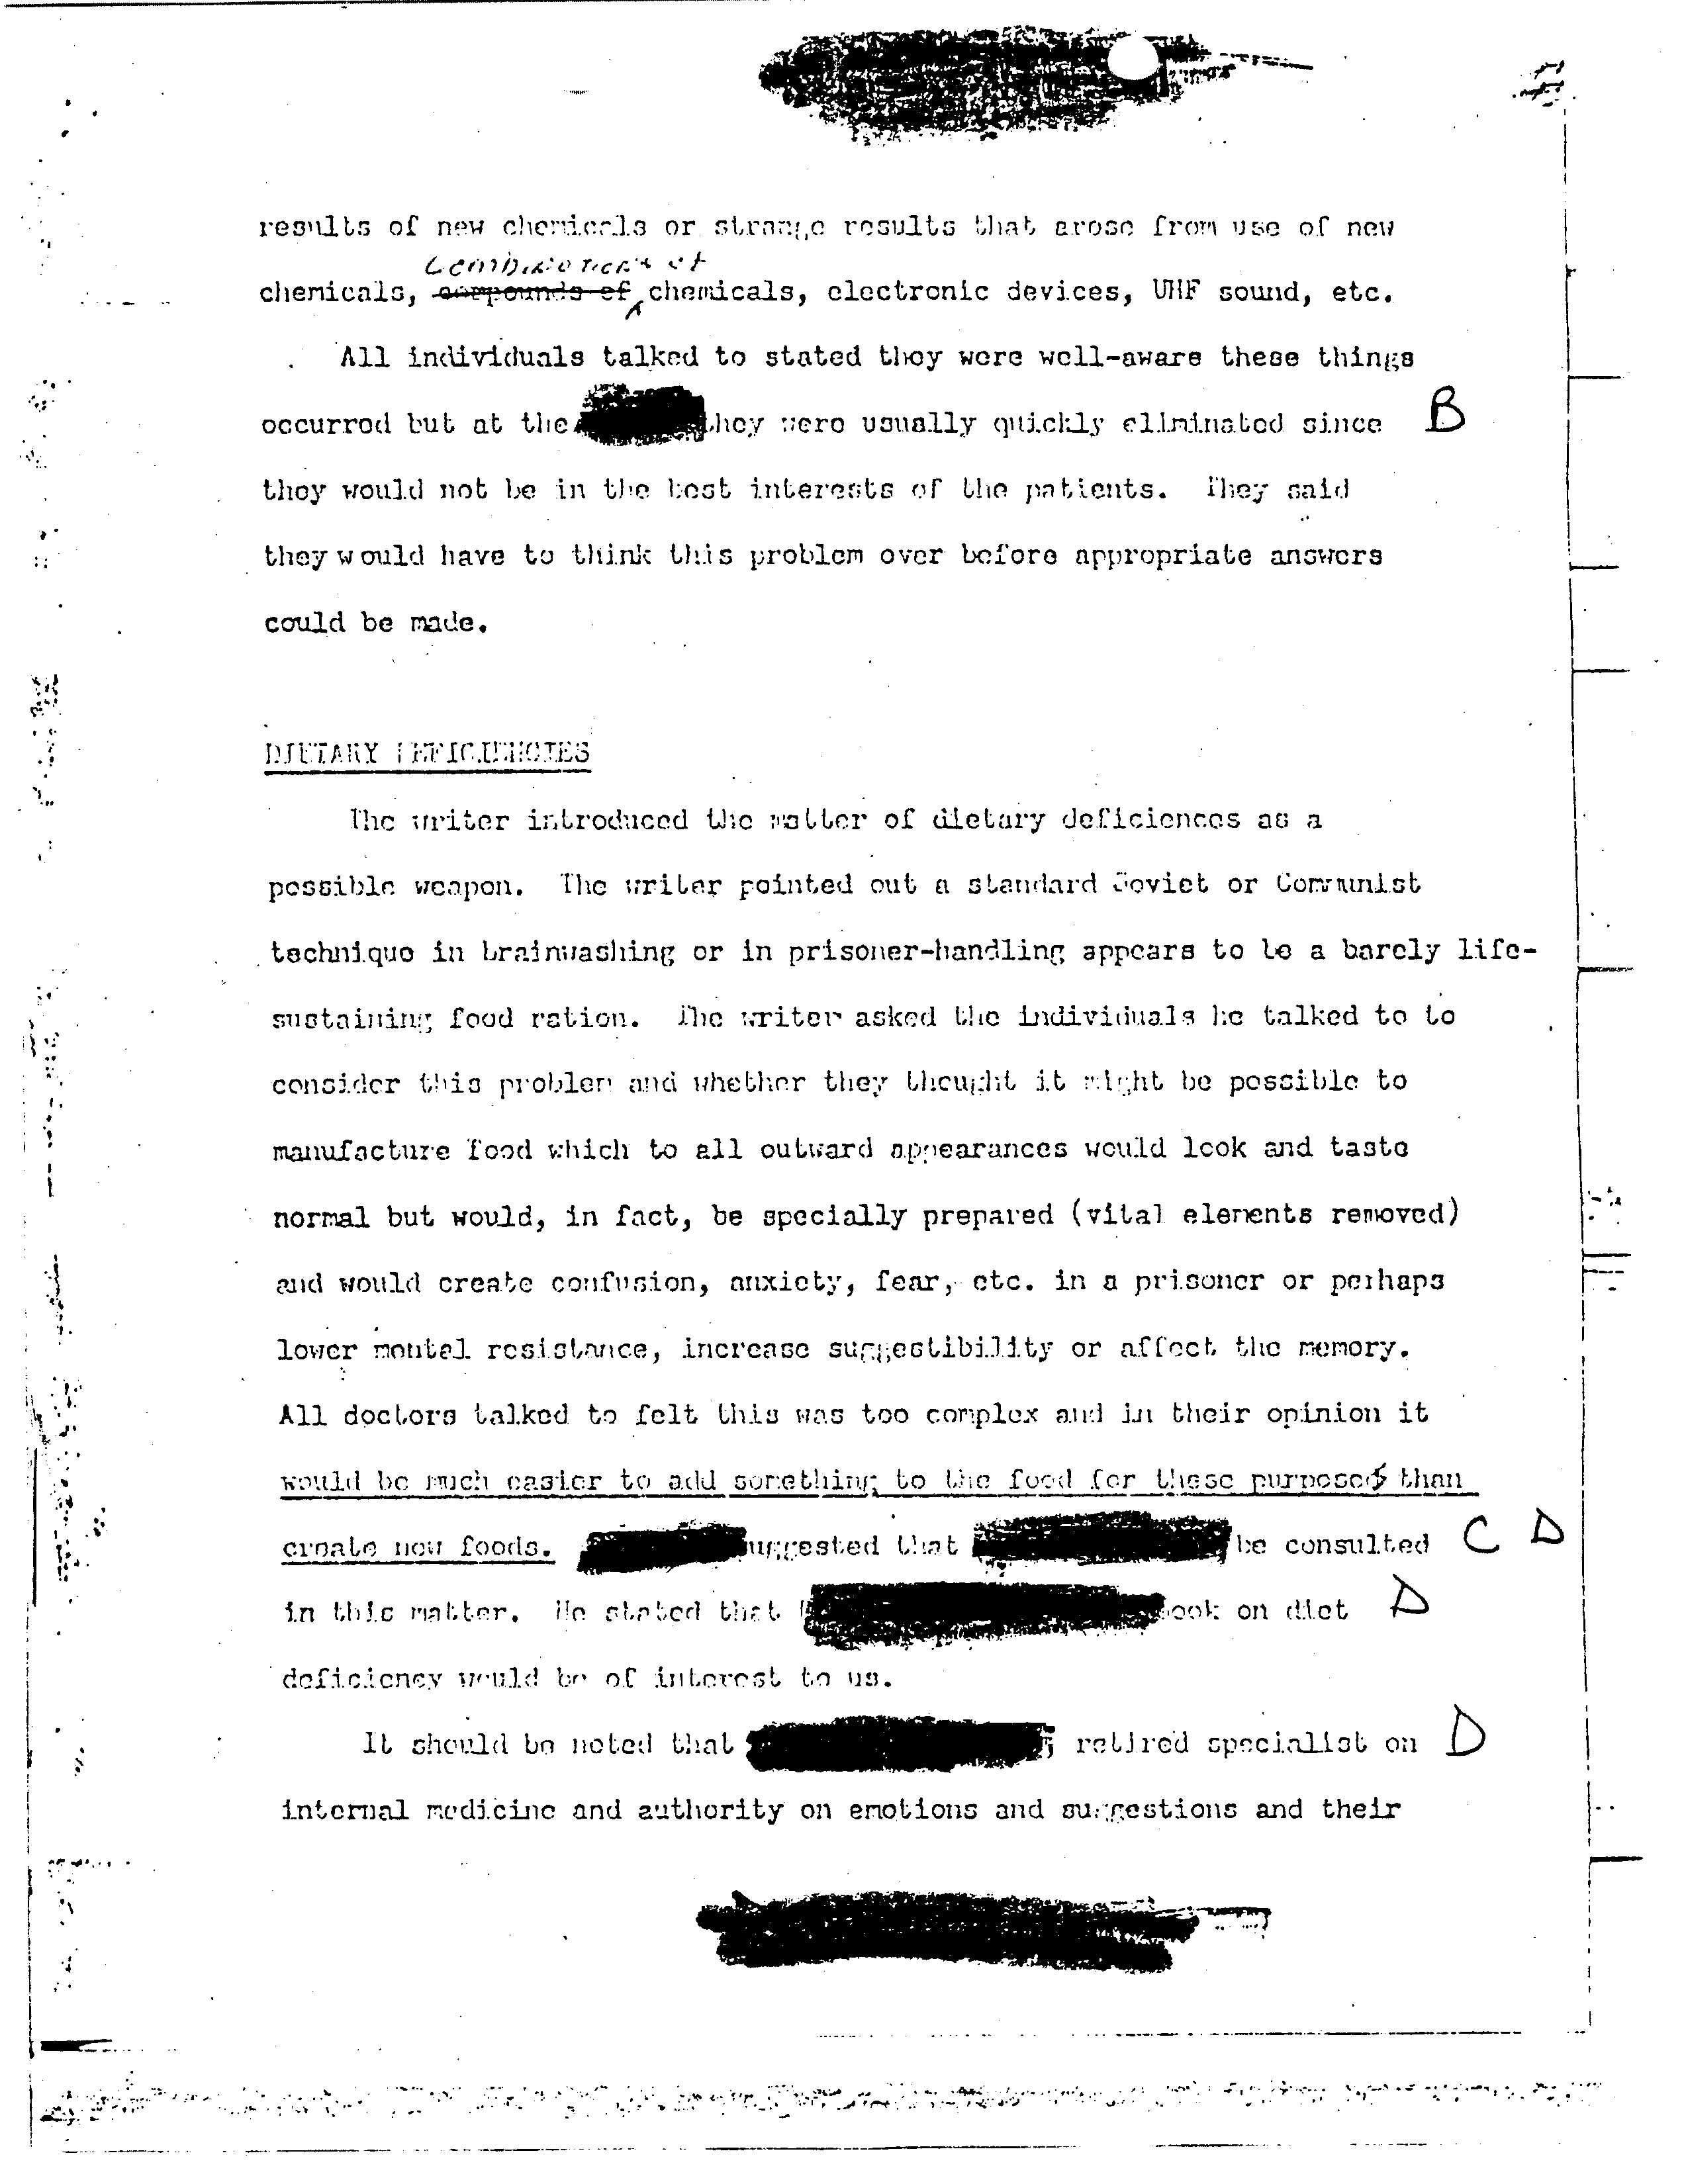 results of new chemicals or strange results that arose from use of new
combinations of
chemicals, compounds of chemicals, electronic devices, UHF sound, etc.
All individuals talked to stated they were well-aware these things
occurred but at the hey were usually quickly eliminated since B
they would not be in the best interests of the patients. They said
they would have to think this problem over before appropriate answers
could be made.
DIETARY DEFICIENCIES
The writer introduced the matter of dietary deficiences as a
possible weapon. The writer pointed out a standard Soviet or Communist
technique in brainwashing or in prisoner-handling appears to be a barely life-
sustaining food ration. The writer asked the individuals he talked to to
consider this problem and whether they thought it might be possible to
manufacture food which to all outward appearances would look and taste
normal but would, in fact, be specially prepared (vital elements removed)
and would create confusion, anxiety, fear, etc. in a prisoner or perhaps
lower mental resistance, increase suggestibility or affect the memory.
All doctors talked to felt this was too complex and in their opinion it
would be much easier to add something to the food for these purposes than
create new foods. uggested that be consulted C D
in this matter. He stated that ook on diet D
deficiency would be of interest to us.
It should be noted that retired specialist on D
internal medicine and authority on emotions and suggestions and their